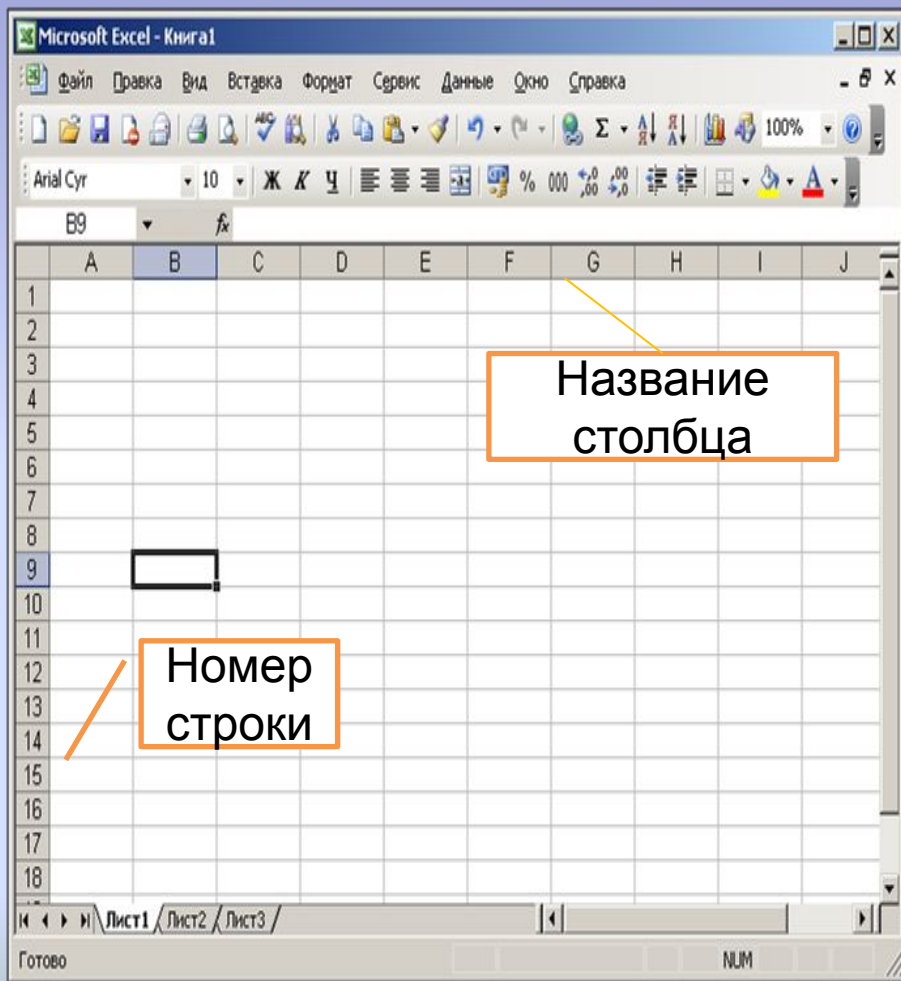 Microsoft Excel - Книга1
Файл Правка Вид Вставка Формат Сервис Данные Окно Справка
100%
Arial Cyr 10 Ж К Ч % 000
B9 fx
A B C D E F G H I J
1
2
3
4
5
6
7
8
9
10
11
12
13
14
15
16
17
18
Название
столбца
Номер
строки
Лист1 Лист2 Лист3
Готово NUM